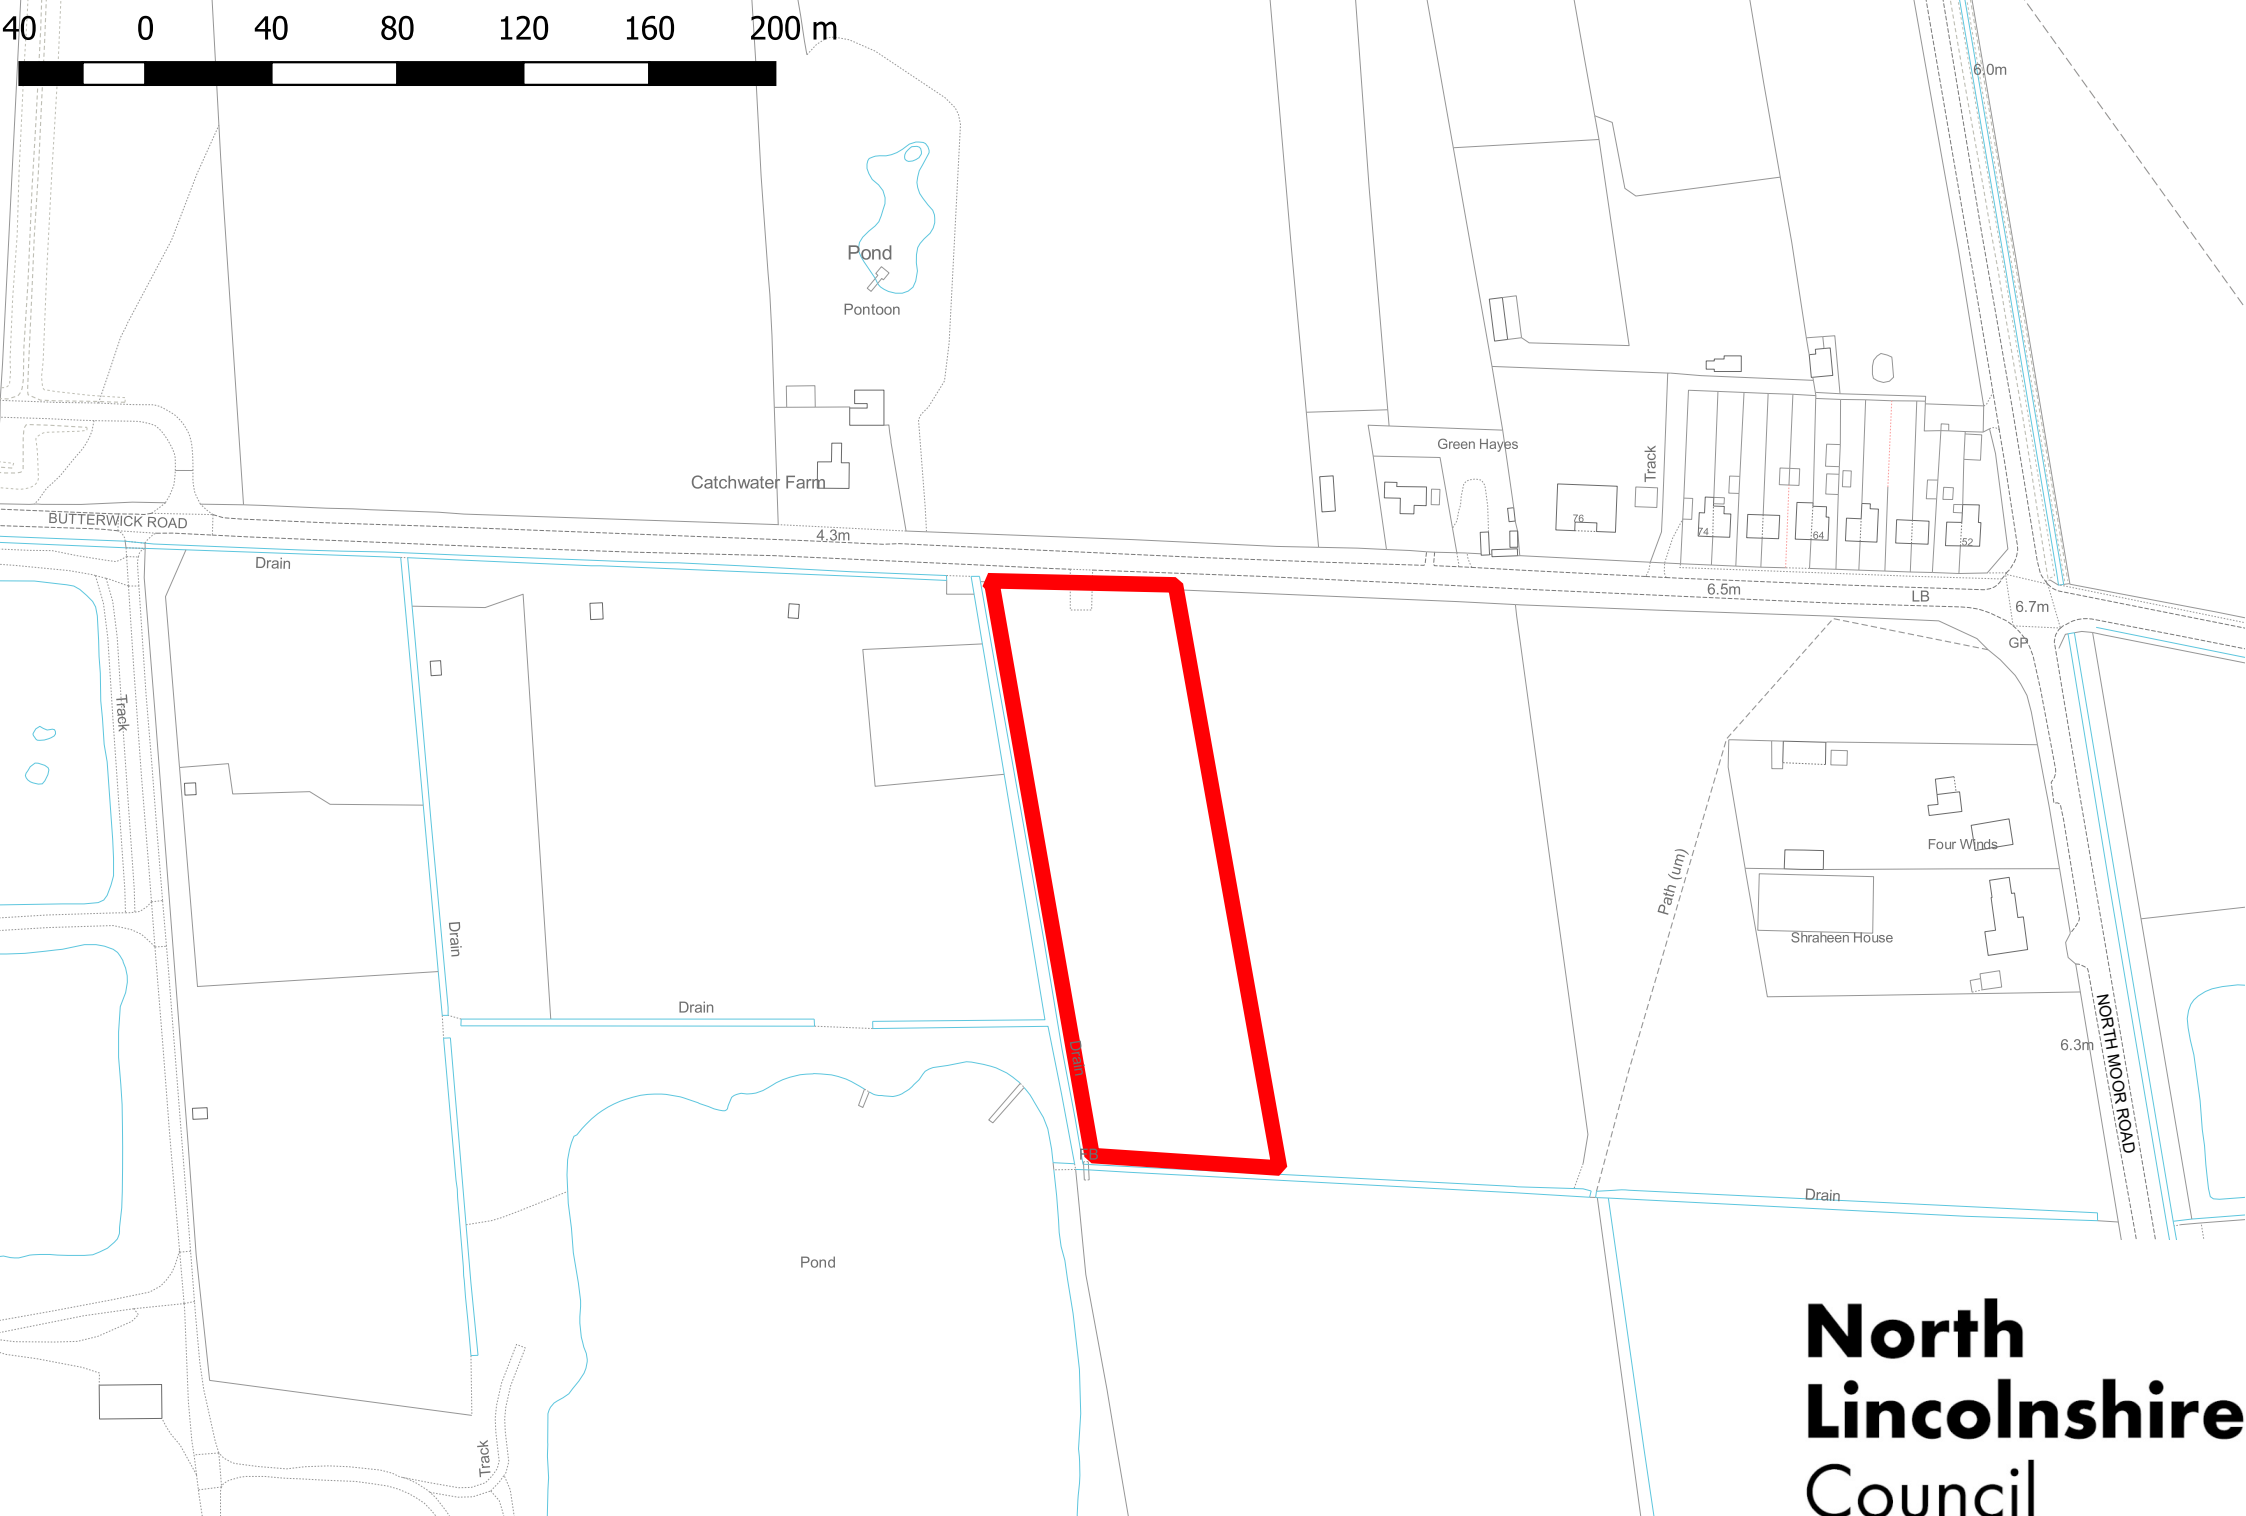 40 0 40 80 120 160 200 m
6.0m
Pond
Pontoon
Green Hayes
Track
Catchwater Farm
BUTTERWICK ROAD
76
74
64
52
4.3m
Drain
6.5m
LB
6.7m
GP
Track
Four Winds
Path (um)
Drain
Shraheen House
Drain
NORTH MOOR ROAD
6.3m
Drain
FB
Drain
Pond
Track
North
Lincolnshire
Council